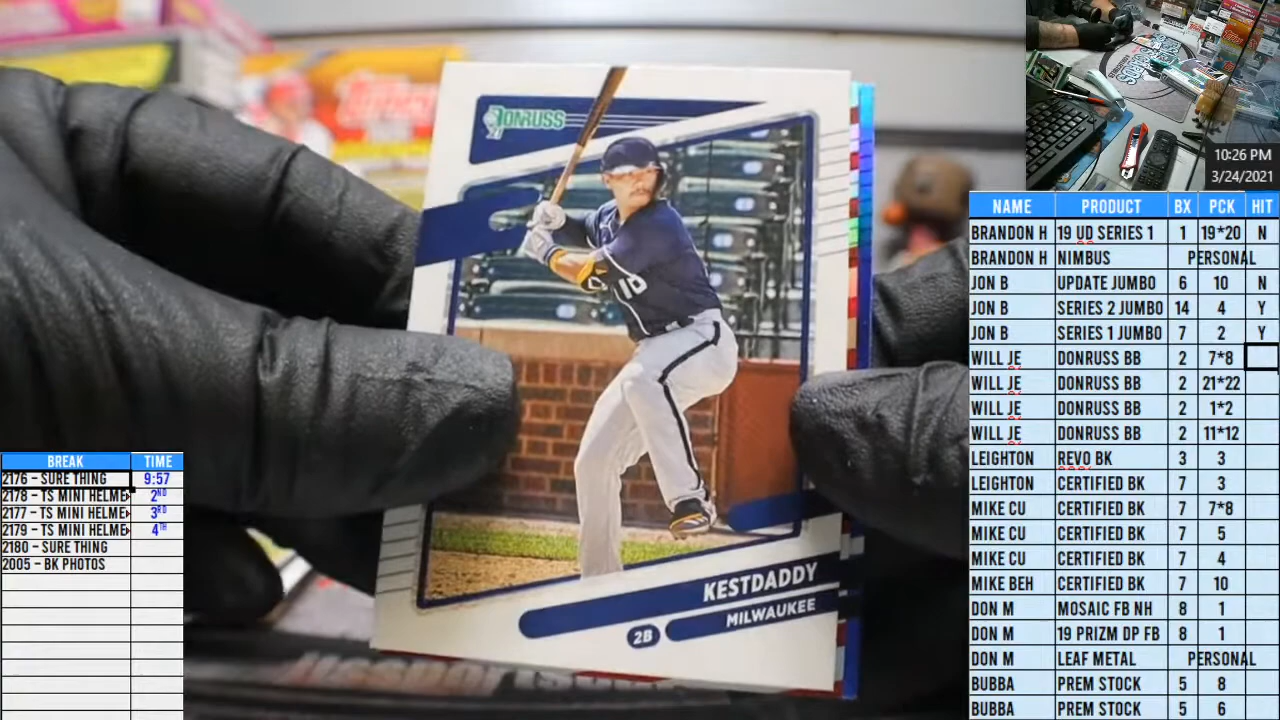 DONRUSS
18
KESTDADDY
MILWAUKEE
2B
10:26 PM
3/24/2021
NAME PRODUCT BX PCK HIT
BRANDON H 19 UD SERIES 1 1 19*20 N
BRANDON H NIMBUS PERSONAL
JON B UPDATE JUMBO 6 10 N
JON B SERIES 2 JUMBO 14 4 Y
JON B SERIES 1 JUMBO 7 2 Y
WILL JE DONRUSS BB 2 7*8
WILL JE DONRUSS BB 2 21*22
WILL JE DONRUSS BB 2 1*2
WILL JE DONRUSS BB 2 11*12
LEIGHTON REVO BK 3 3
LEIGHTON CERTIFIED BK 7 3
MIKE CU CERTIFIED BK 7 7*8
MIKE CU CERTIFIED BK 7 5
MIKE CU CERTIFIED BK 7 4
MIKE BEH CERTIFIED BK 7 10
DON M MOSAIC FB NH 8 1
DON M 19 PRIZM DP FB 8 1
DON M LEAF METAL PERSONAL
BUBBA PREM STOCK 5 8
BUBBA PREM STOCK 5 6
BREAK TIME
2176 – SURE THING 9:57
2178 – TS MINI HELME 2ND
2177 – TS MINI HELME 3RD
2179 – TS MINI HELME 4TH
2180 – SURE THING
2005 – BK PHOTOS